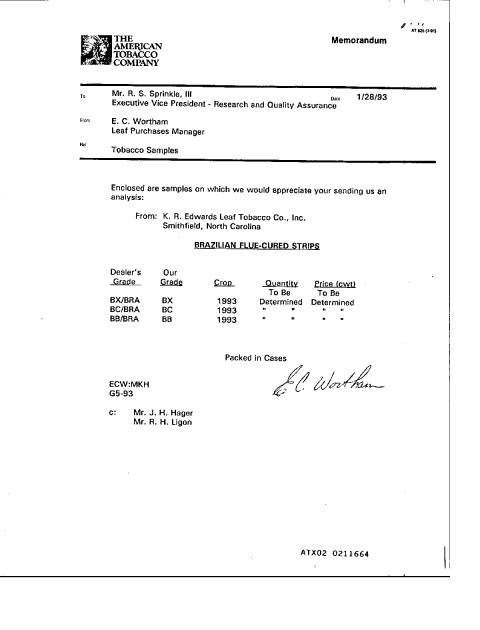 AT 825 (1-91)
THE
AMERICAN
TOBACCO
COMPANY
Memorandum
To Mr. R. S. Sprinkle, III Date 1/28/93
Executive Vice President - Research and Quality Assurance
From E. C. Wortham
Leaf Purchases Manager
Re: Tobacco Samples
Enclosed are samples on which we would appreciate your sending us an
analysis:
From: K. R. Edwards Leaf Tobacco Co., Inc.
Smithfield, North Carolina
BRAZILIAN FLUE-CURED STRIPS
Dealer's Our
Grade Grade Crop Quantity Price (cwt)
To Be To Be
BX/BRA BX 1993 Determined Determined
BC/BRA BC 1993 " " " "
BB/BRA BB 1993 " " " "
Packed in Cases
E C. Wortham
ECW:MKH
G5-93
c: Mr. J. H. Hager
Mr. R. H. Ligon
ATX02 0211664